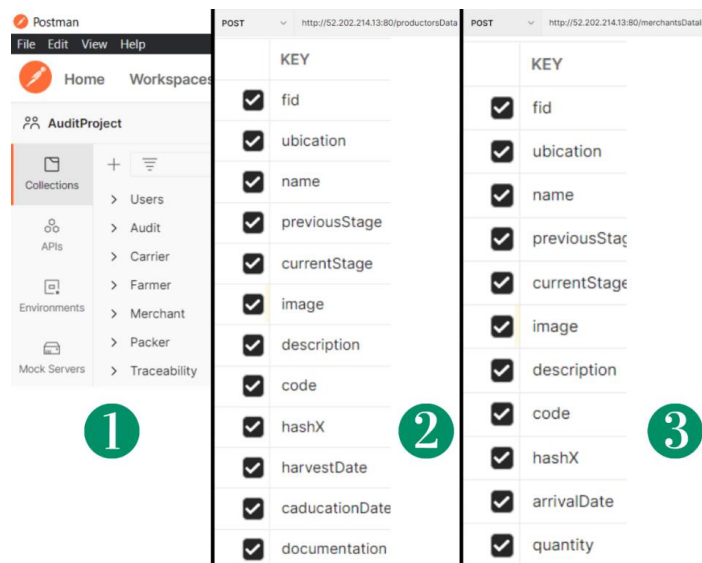 Postman
File Edit View Help
Home Workspaces
AuditProject
Collections
APIs
Environments
Mock Servers
Users
Audit
Carrier
Farmer
Merchant
Packer
Traceability
1
POST http://52.202.214.13:80/productorsData
KEY
fid
ubication
name
previousStage
currentStage
image
description
code
hashX
harvestDate
caducationDate
documentation
2
POST http://52.202.214.13:80/merchantsDatal
KEY
fid
ubication
name
previousStag
currentStage
image
description
code
hashX
arrivalDate
quantity
3